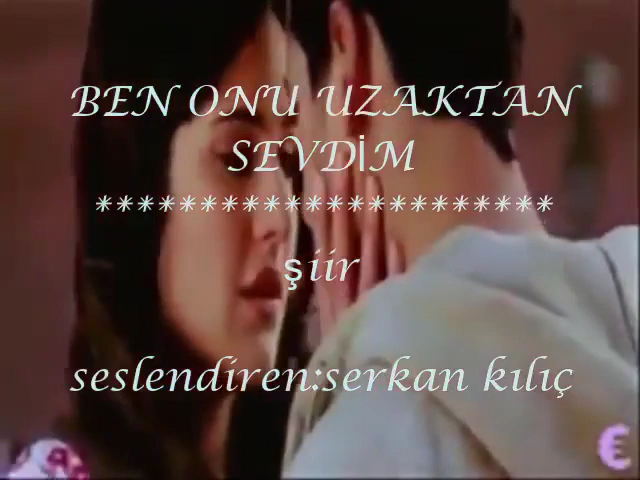 BEN ONU UZAKTAN
SEVDİM
**********************
şiir
seslendiren:serkan kılıç